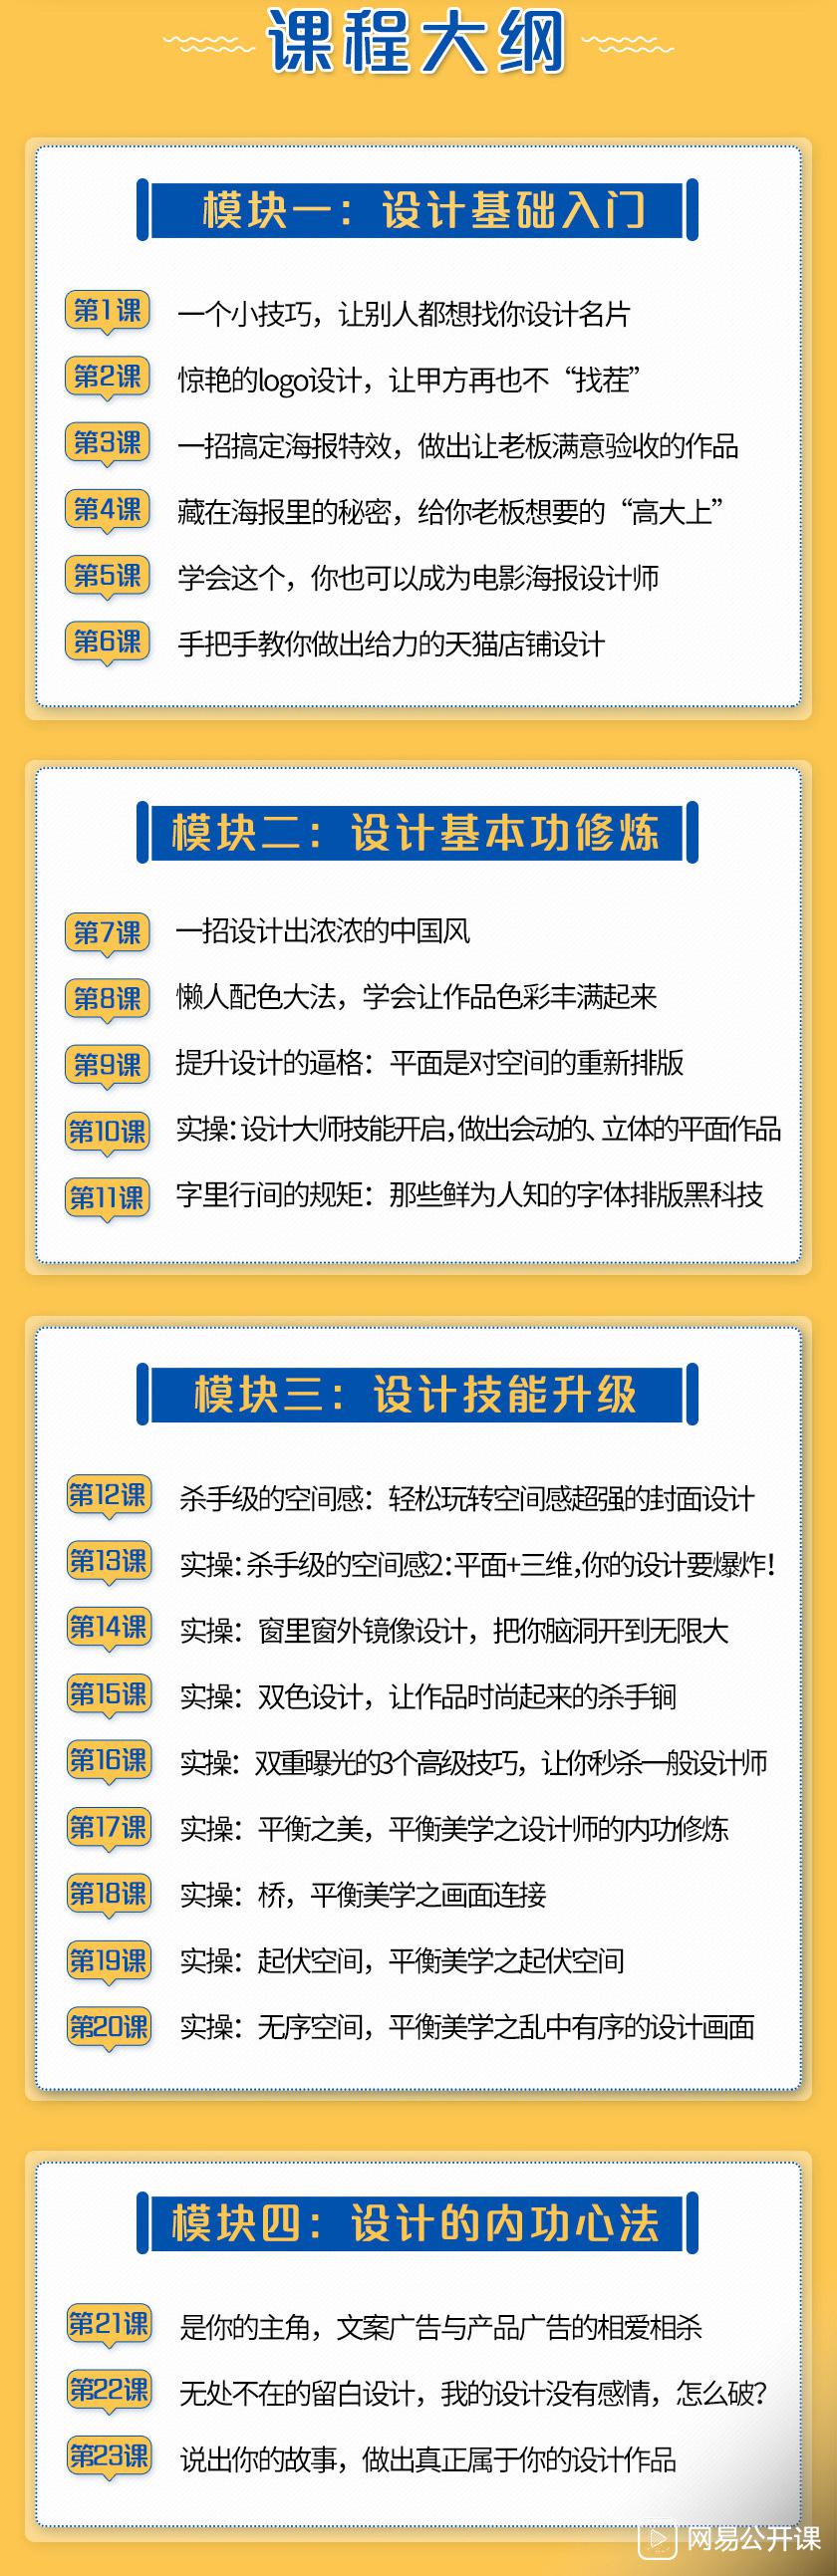 课程大纲
模块一：设计基础入门
第1课 一个小技巧，让别人都想找你设计名片
第2课 惊艳的logo设计，让甲方再也不“找茬”
第3课 一招搞定海报特效，做出让老板满意验收的作品
第4课 藏在海报里的秘密，给你老板想要的“高大上”
第5课 学会这个，你也可以成为电影海报设计师
第6课 手把手教你做出给力的天猫店铺设计
模块二：设计基本功修炼
第7课 一招设计出浓浓的中国风
第8课 懒人配色大法，学会让作品色彩丰满起来
第9课 提升设计的逼格：平面是对空间的重新排版
第10课 实操：设计大师技能开启，做出会动的、立体的平面作品
第11课 字里行间的规矩：那些鲜为人知的字体排版黑科技
模块三：设计技能升级
第12课 杀手级的空间感：轻松玩转空间感超强的封面设计
第13课 实操：杀手级的空间感2：平面+三维，你的设计要爆炸！
第14课 实操：窗里窗外镜像设计，把你脑洞开到无限大
第15课 实操：双色设计，让作品时尚起来的杀手锏
第16课 实操：双重曝光的3个高级技巧，让你秒杀一般设计师
第17课 实操：平衡之美，平衡美学之设计师的内功修炼
第18课 实操：桥，平衡美学之画面连接
第19课 实操：起伏空间，平衡美学之起伏空间
第20课 实操：无序空间，平衡美学之乱中有序的设计画面
模块四：设计的内功心法
第21课 是你的主角，文案广告与产品广告的相爱相杀
第22课 无处不在的留白设计，我的设计没有感情，怎么破？
第23课 说出你的故事，做出真正属于你的设计作品
网易公开课